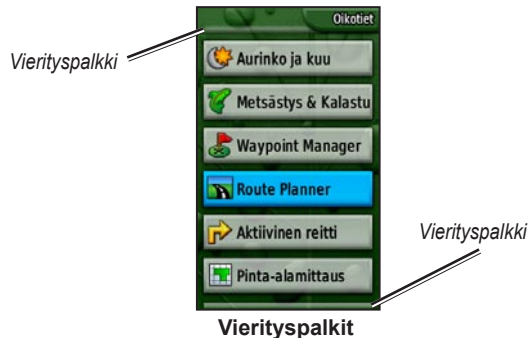 Oikotiet
Vierityspalkki
Aurinko ja kuu
Metsästys & Kalastu
Waypoint Manager
Route Planner
Aktiivinen reitti
Vierityspalkki
Pinta-alamittaus
Vierityspalkit